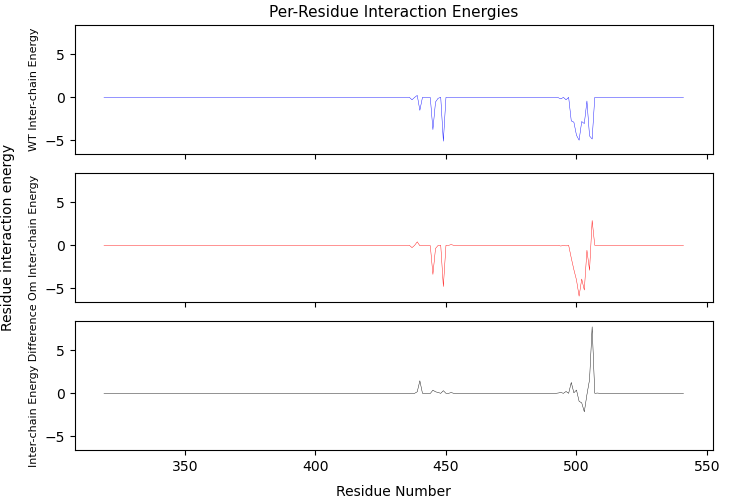 Per-Residue Interaction Energies
Residue interaction energy
WT Inter-chain Energy
5
0
−5
Om Inter-chain Energy
5
0
−5
Inter-chain Energy Difference
5
0
−5
350
400
450
500
550
Residue Number